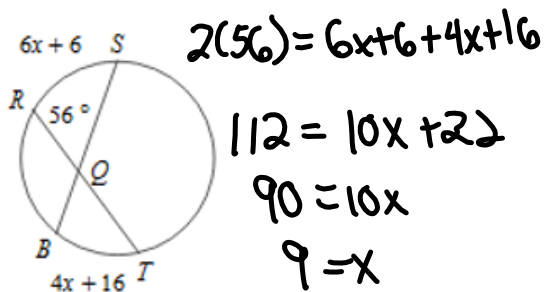 6x + 6 S
R
56°
Q
B
4x + 16 T
2(56) = 6x+6+4x+16
112 = 10x +22
90 = 10x
9 = x